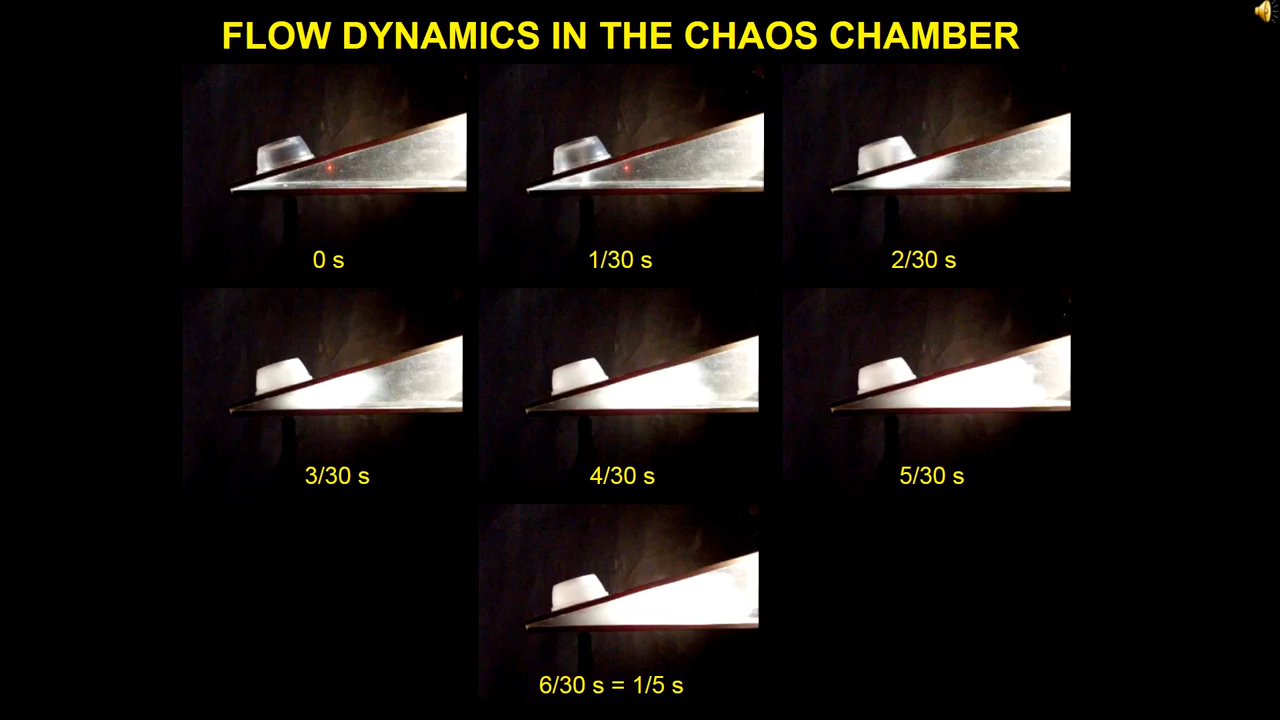 FLOW DYNAMICS IN THE CHAOS CHAMBER
0 s
1/30 s
2/30 s
3/30 s
4/30 s
5/30 s
6/30 s = 1/5 s